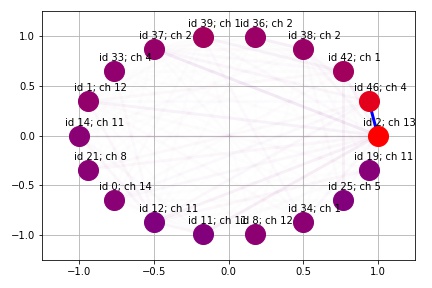 id 39; ch 1
id 36; ch 2
id 37; ch 2
id 38; ch 2
id 33; ch 4
id 42; ch 1
id 1; ch 12
id 46; ch 4
id 14; ch 11
id 2; ch 13
id 21; ch 8
id 19; ch 11
id 0; ch 14
id 25; ch 5
id 12; ch 11
id 11; ch
id 8; ch 12
id 34; ch 1
1.0
0.5
0.0
−0.5
−1.0
−1.0
−0.5
0.0
0.5
1.0